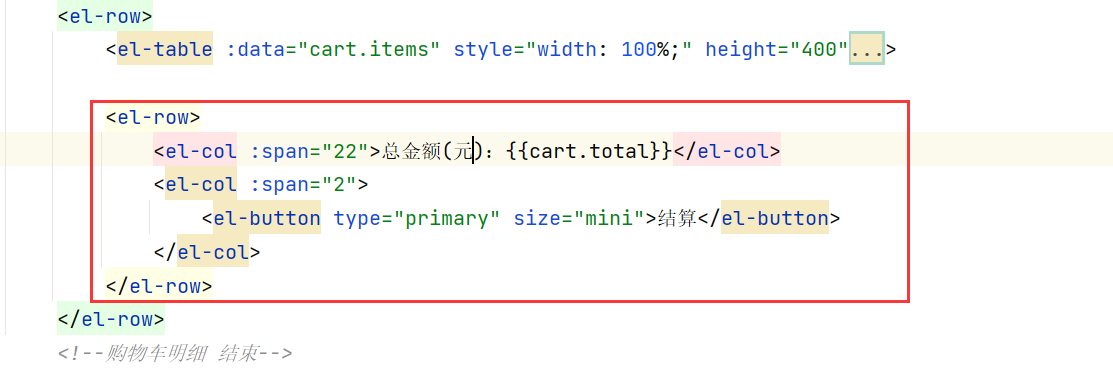 <el-row>
<el-table :data="cart.items" style="width: 100%;" height="400"...>
<el-row>
<el-col :span="22">总金额(元)：{{cart.total}}</el-col>
<el-col :span="2">
<el-button type="primary" size="mini">结算</el-button>
</el-col>
</el-row>
</el-row>
<!--购物车明细 结束-->